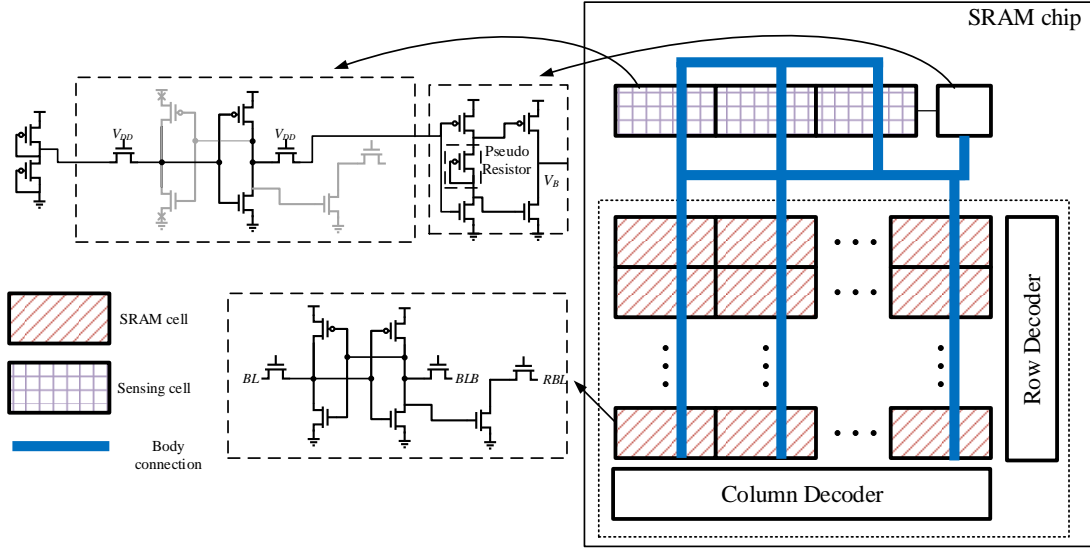 SRAM chip
V_DD
V_DD
Pseudo
Resistor
V_B
SRAM cell
Sensing cell
Body
connection
BL
BLB
RBL
Row Decoder
Column Decoder